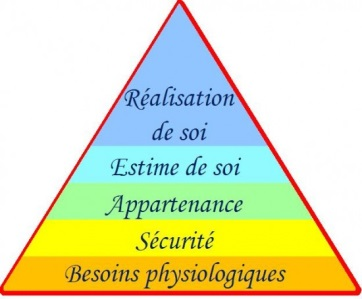 Réalisation
de soi
Estime de soi
Appartenance
Sécurité
Besoins physiologiques